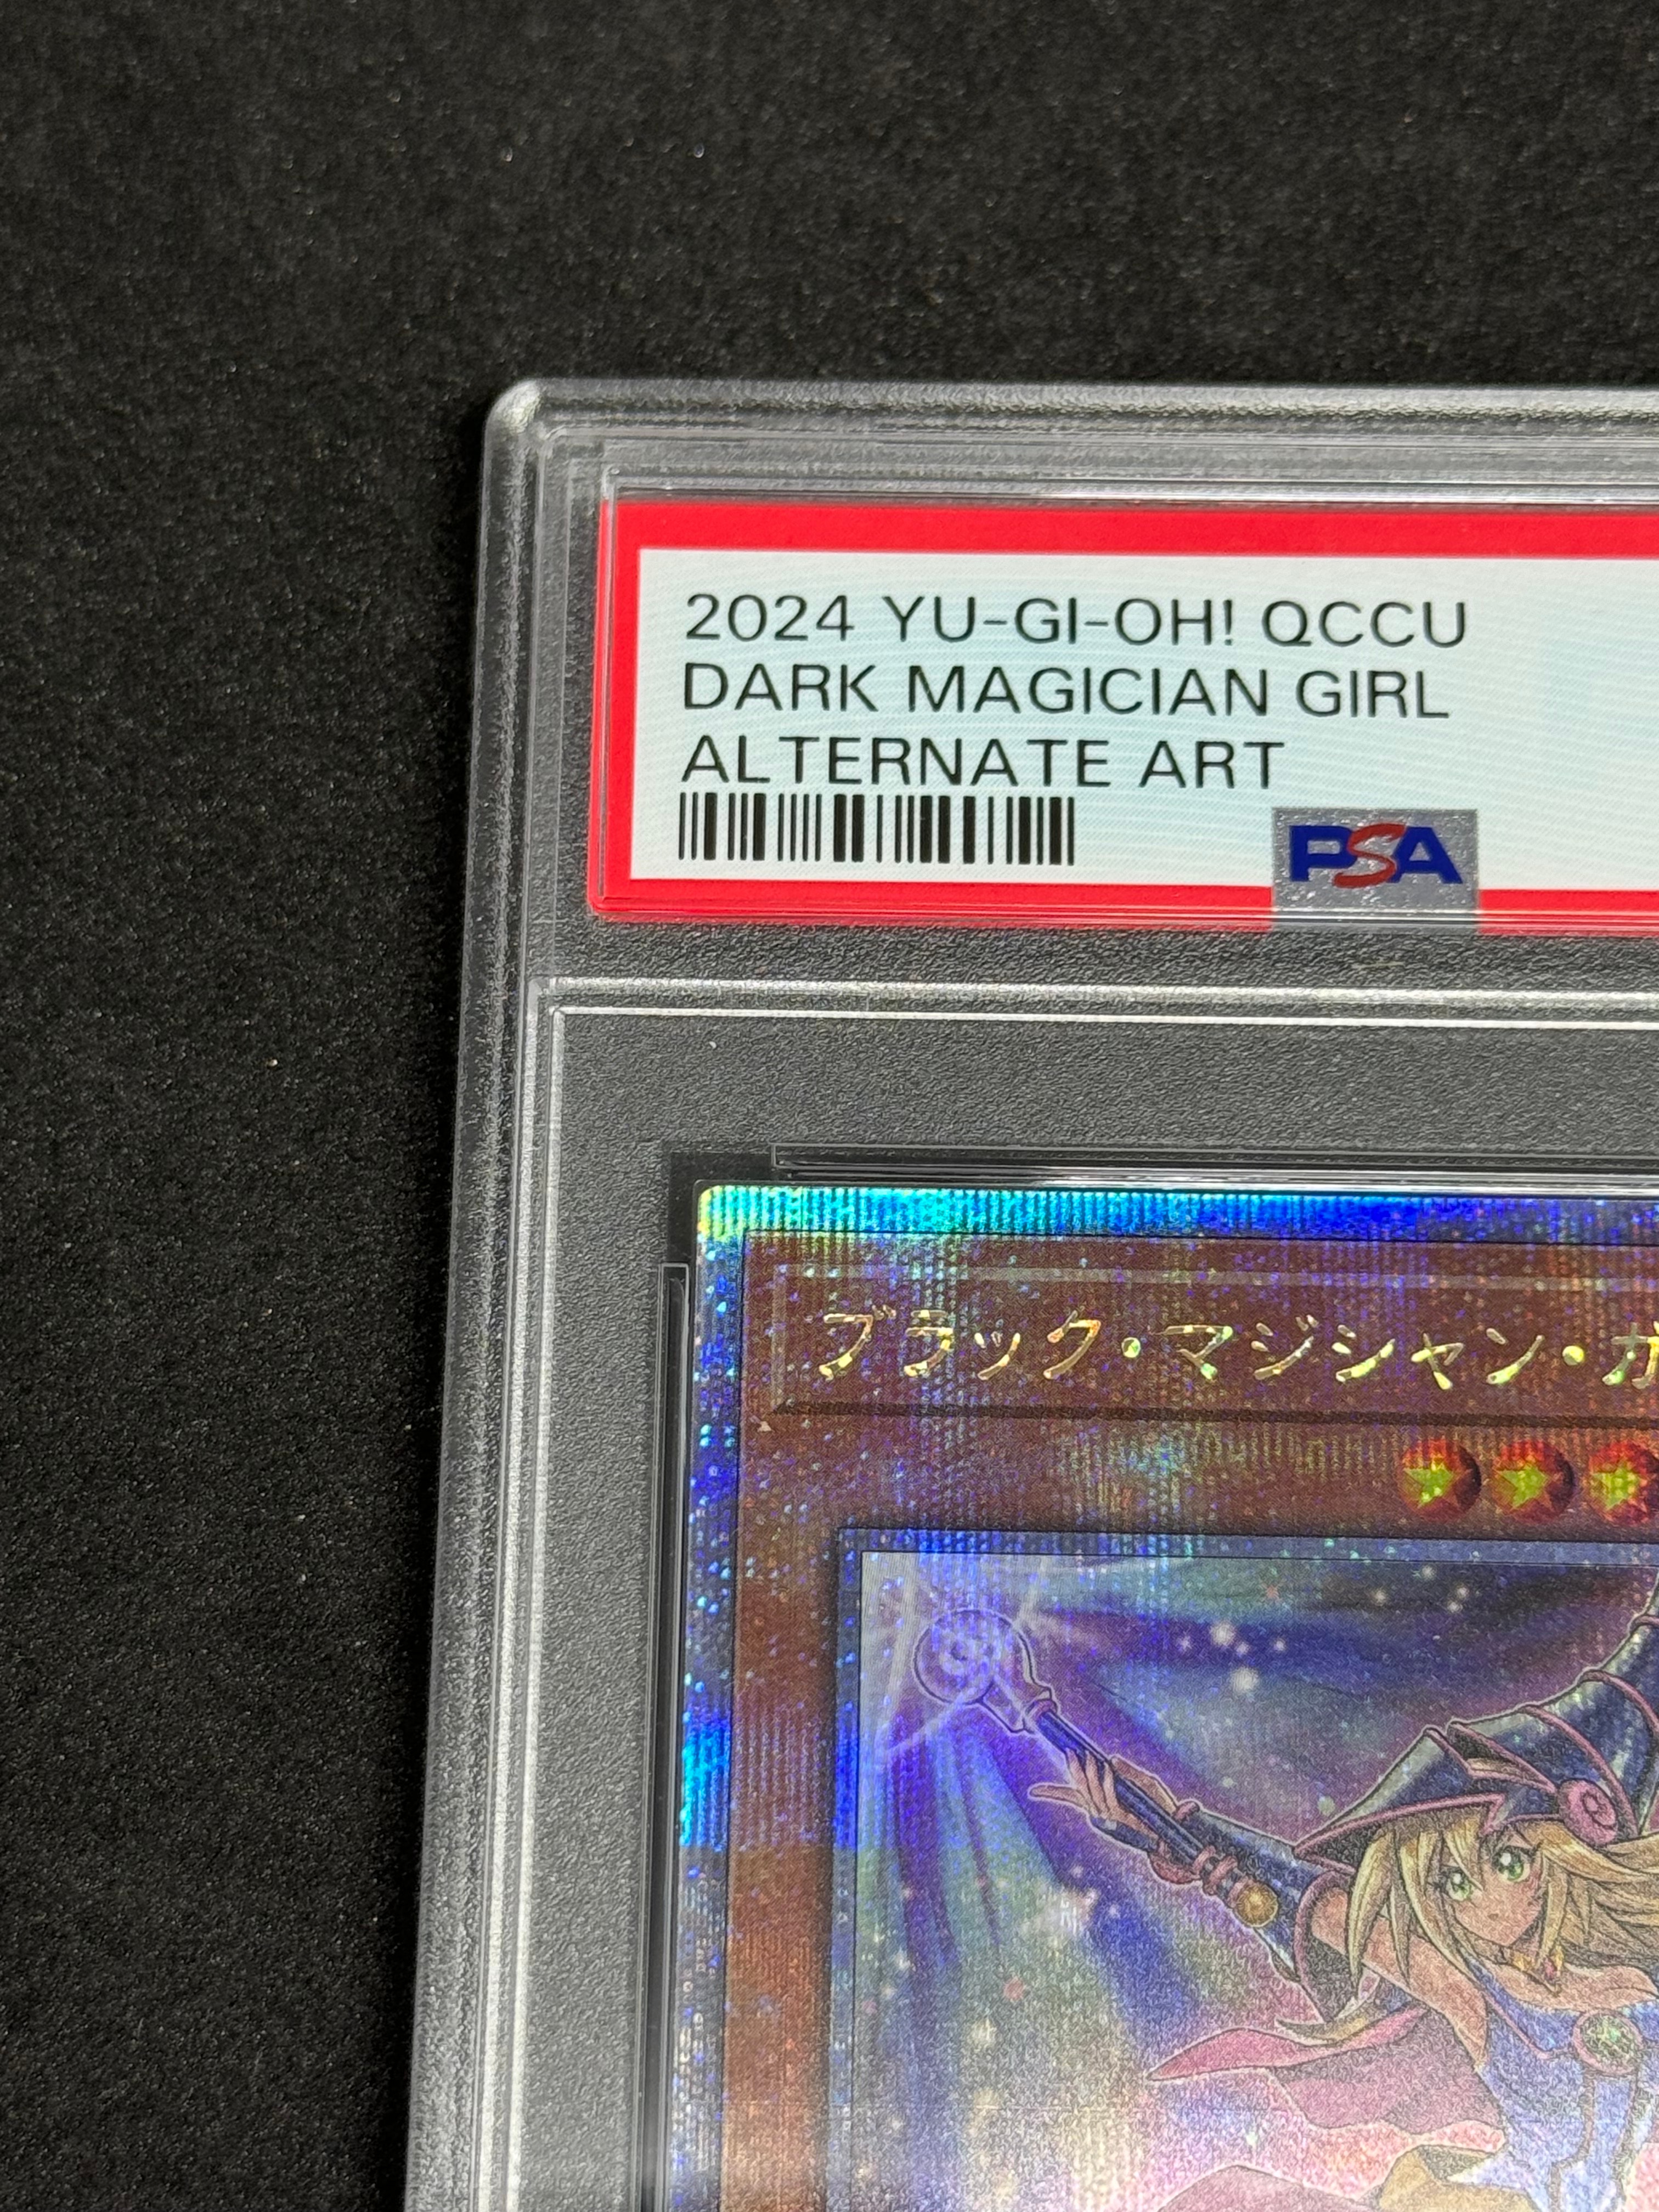 2024 YU-GI-OH! QCCU
DARK MAGICIAN GIRL
ALTERNATE ART
PSA
ブラック・マジシャン・ガ